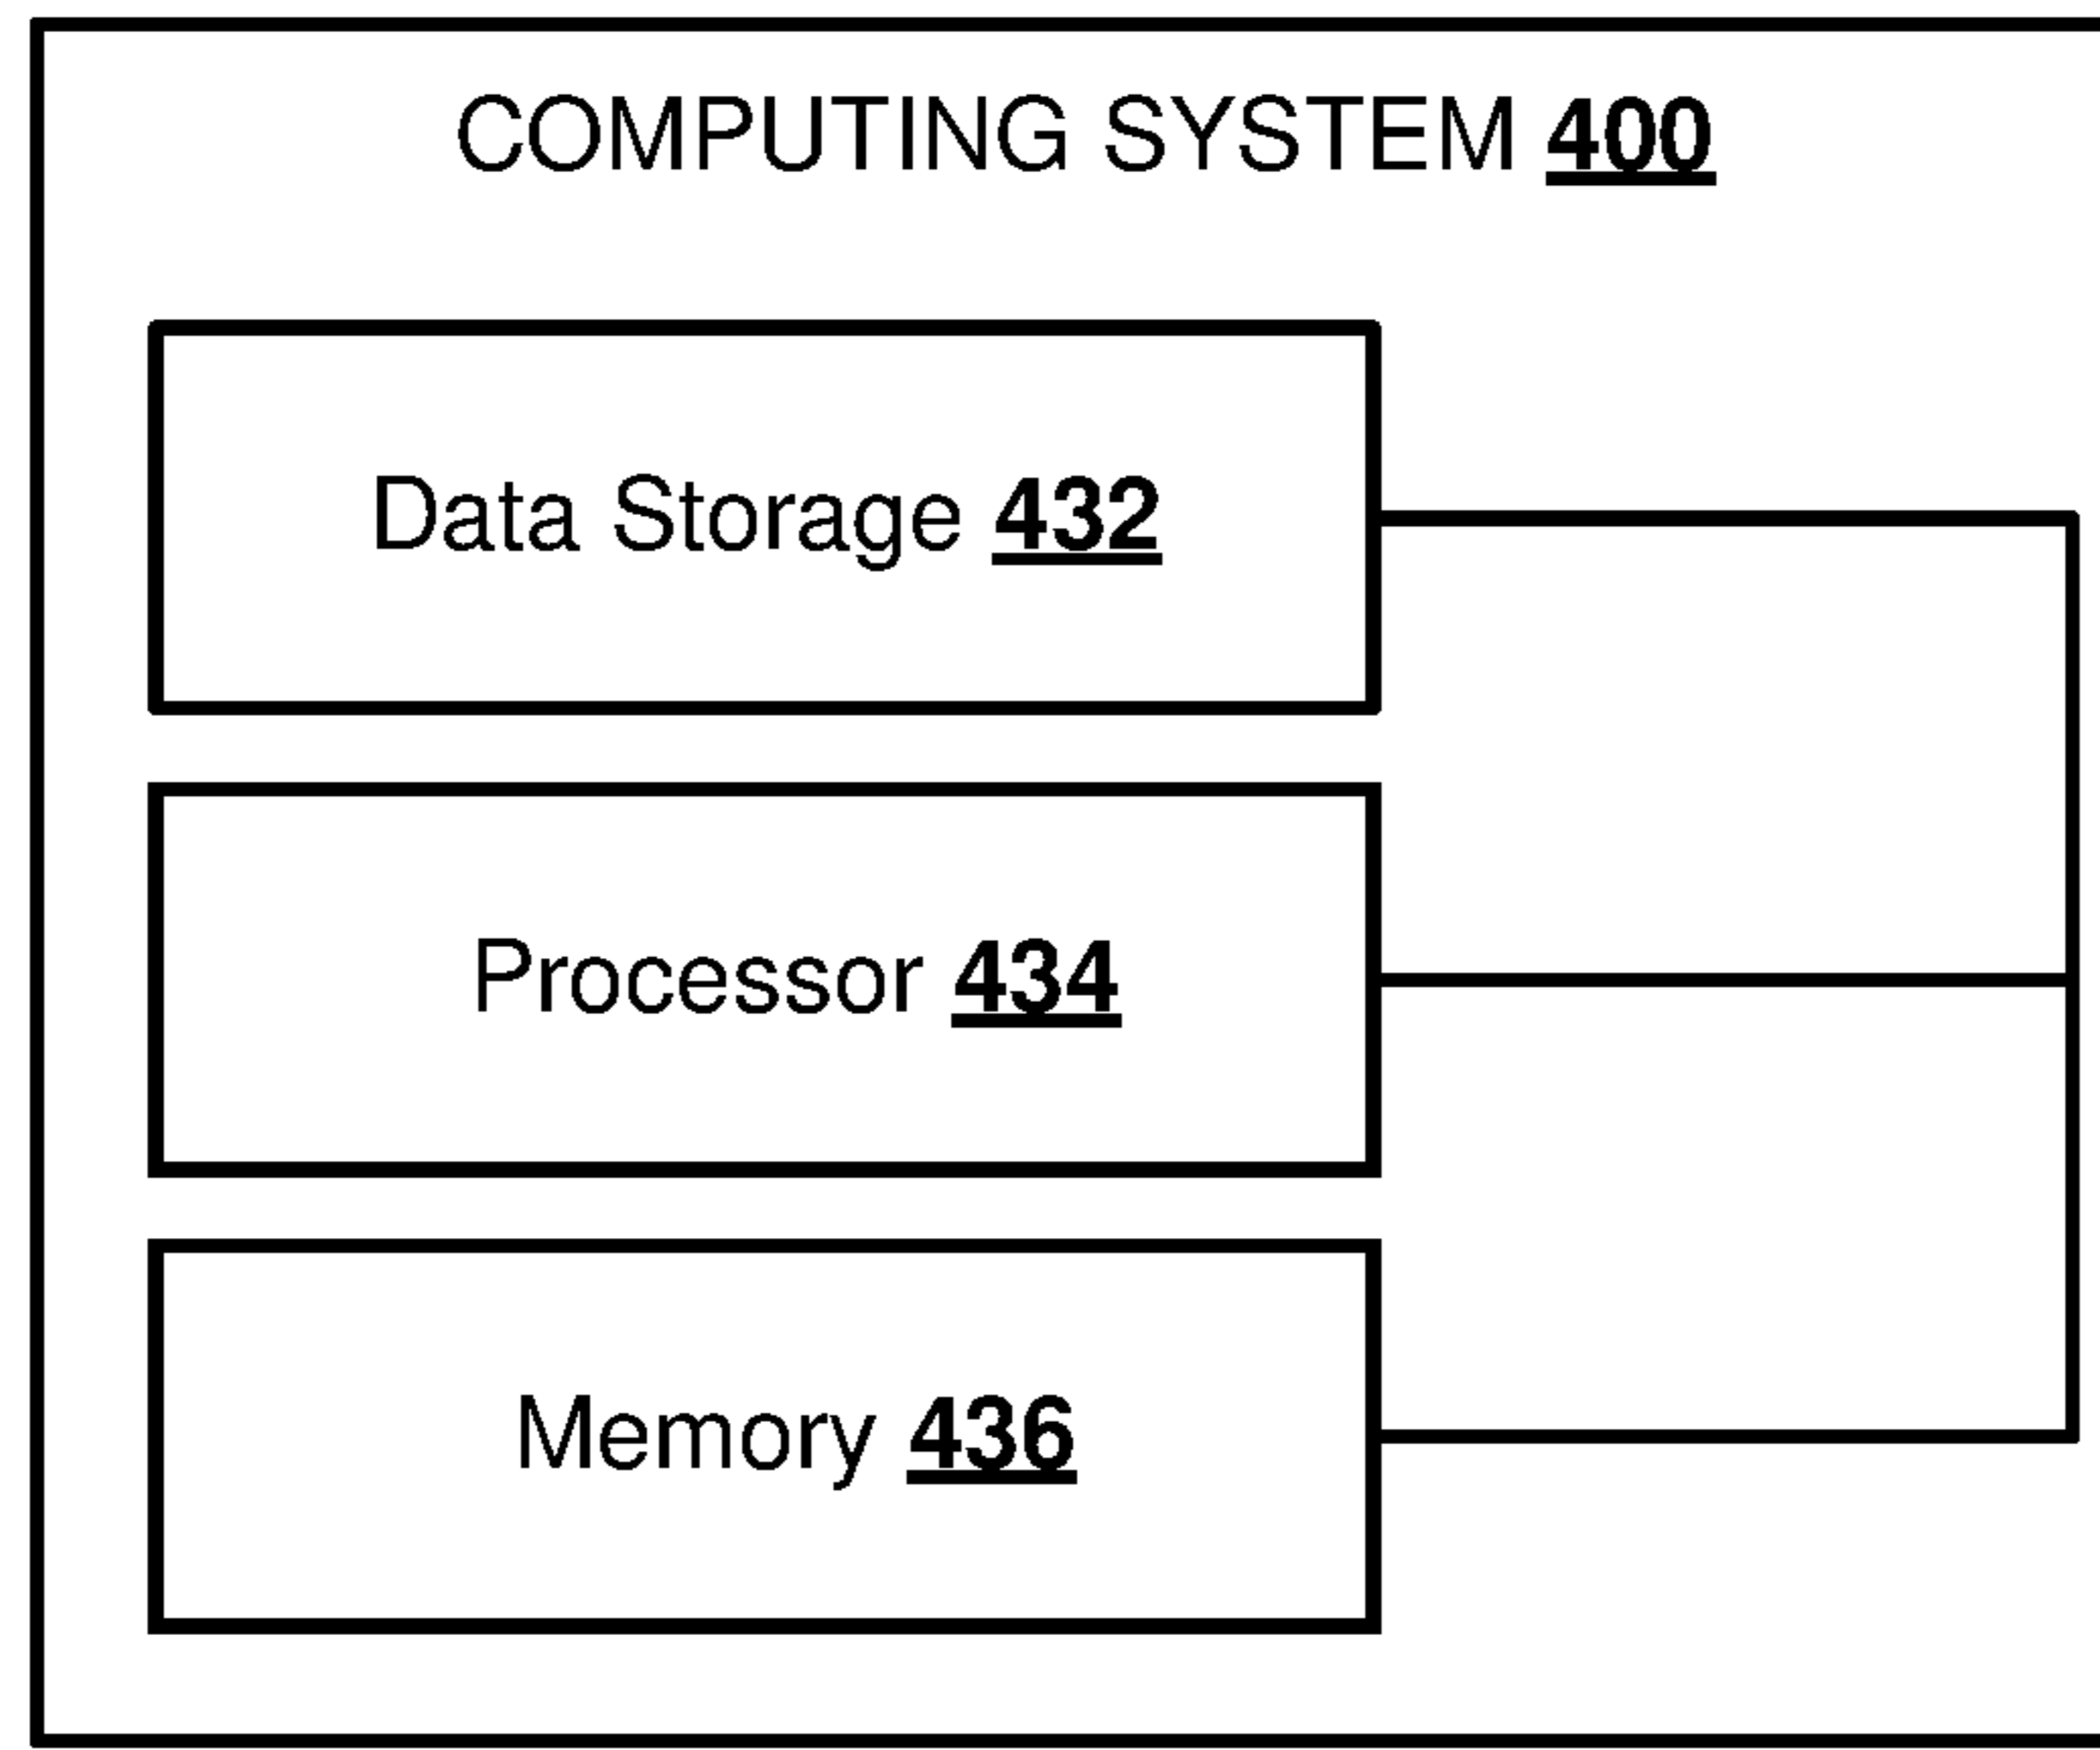 COMPUTING SYSTEM 400
Data Storage 432
Processor 434
Memory 436